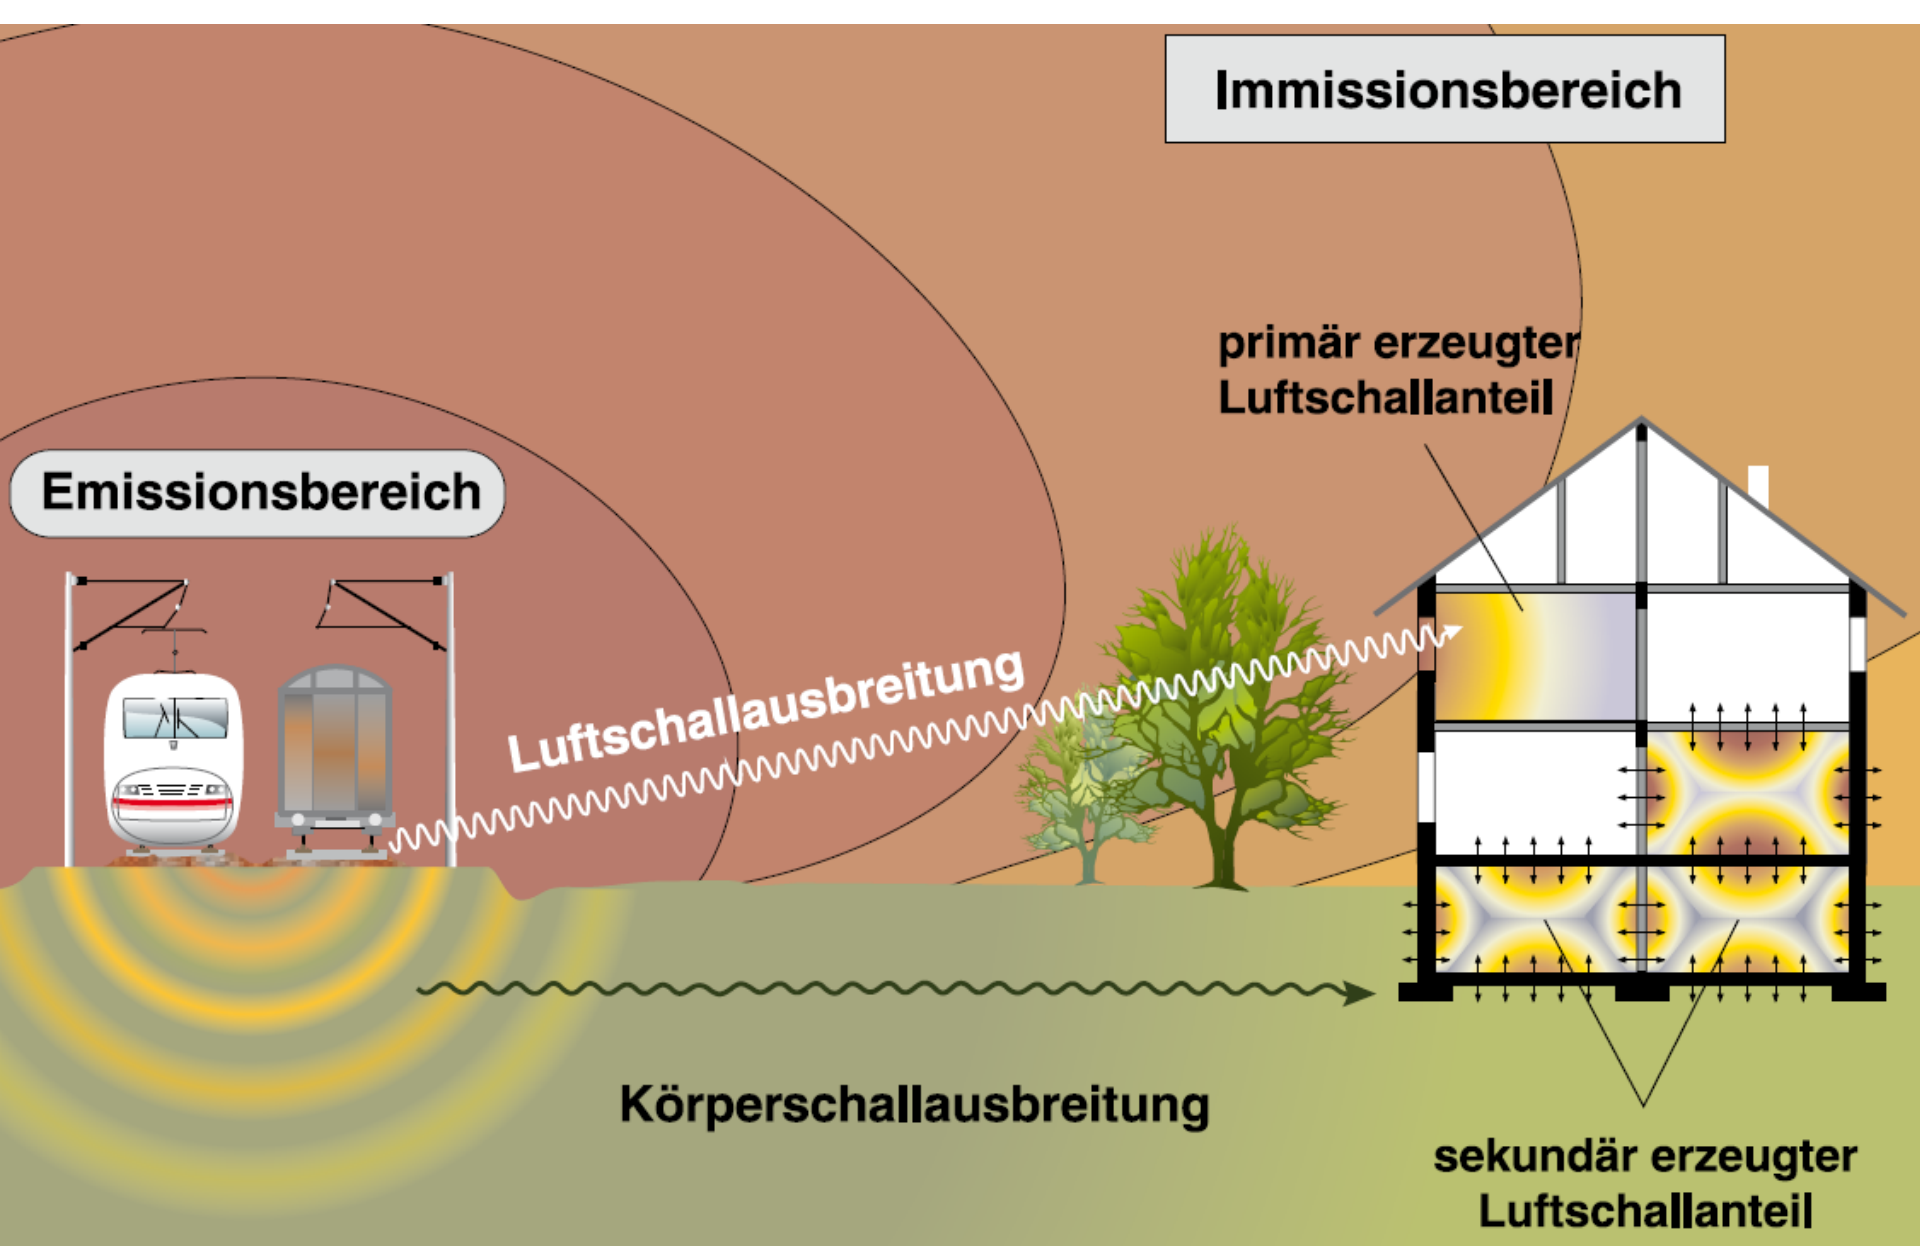 Immissionsbereich
primär erzeugter
Luftschallanteil
Emissionsbereich
Luftschallausbreitung
Körperschallausbreitung
sekundär erzeugter
Luftschallanteil